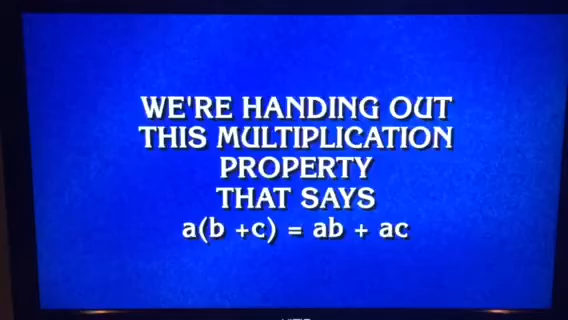 WE'RE HANDING OUT
THIS MULTIPLICATION
PROPERTY
THAT SAYS
a(b +c) = ab + ac